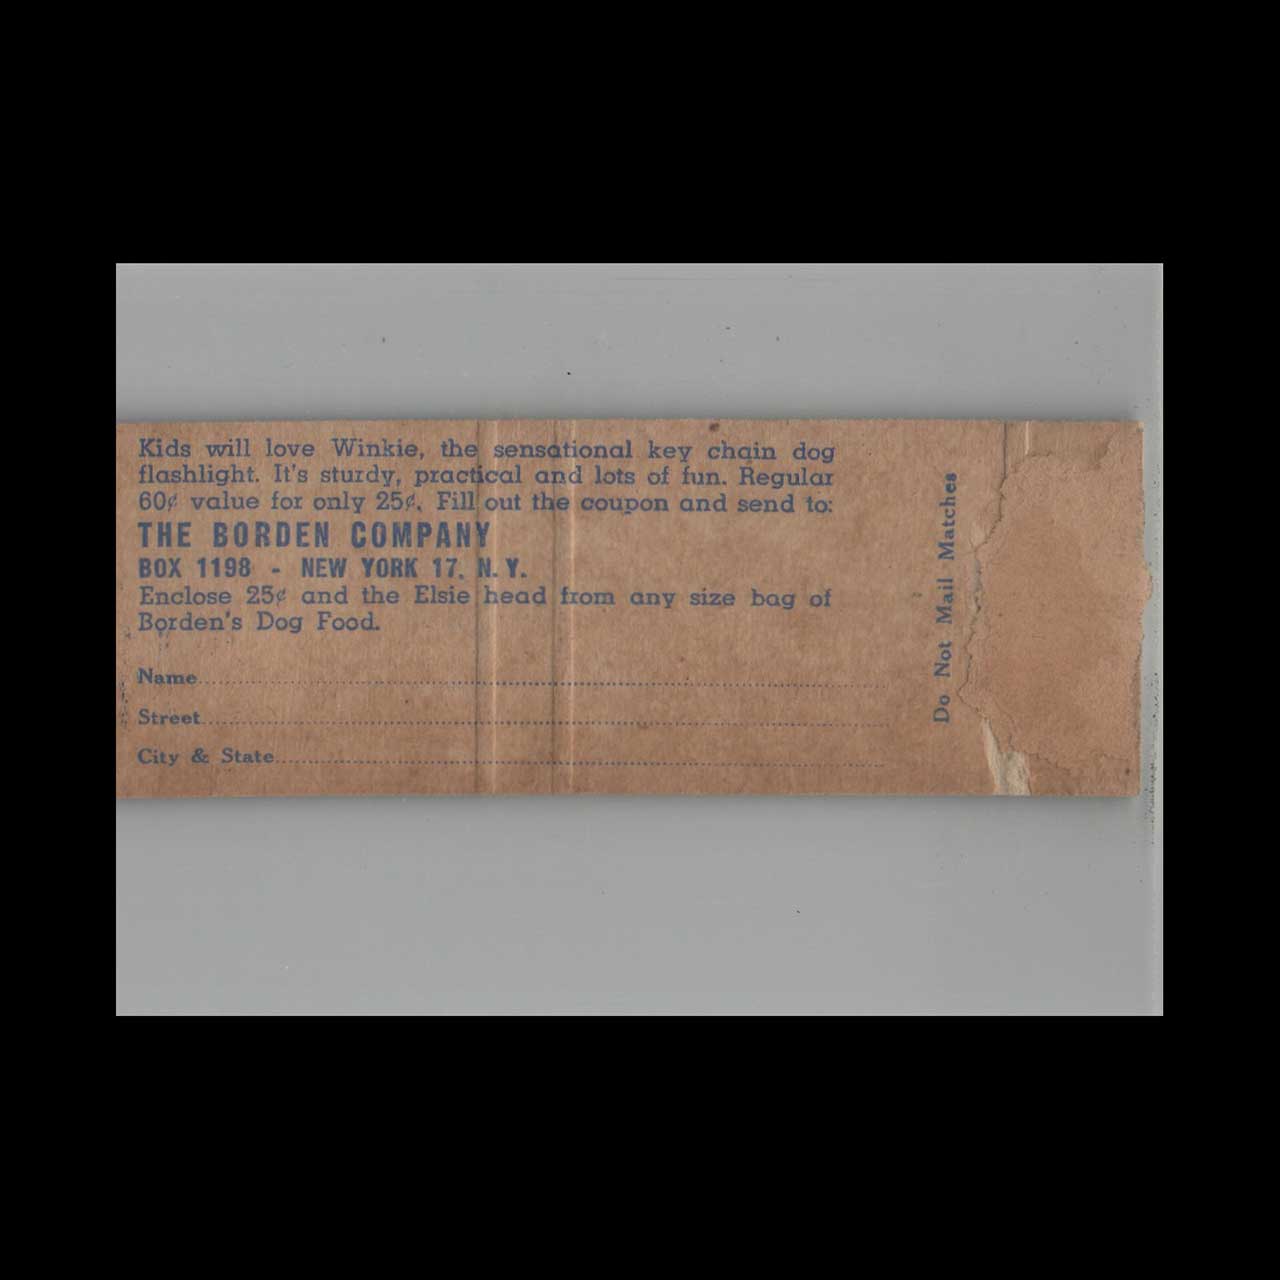 Kids will love Winkie, the sensational key chain dog
flashlight. It's sturdy, practical and lots of fun. Regular
60¢ value for only 25¢. Fill out the coupon and send to:
THE BORDEN COMPANY
BOX 1198 - NEW YORK 17, N.Y.
Enclose 25¢ and the Elsie head from any size bag of
Borden's Dog Food.
Name
Street
City & State
Do Not Mail Matches